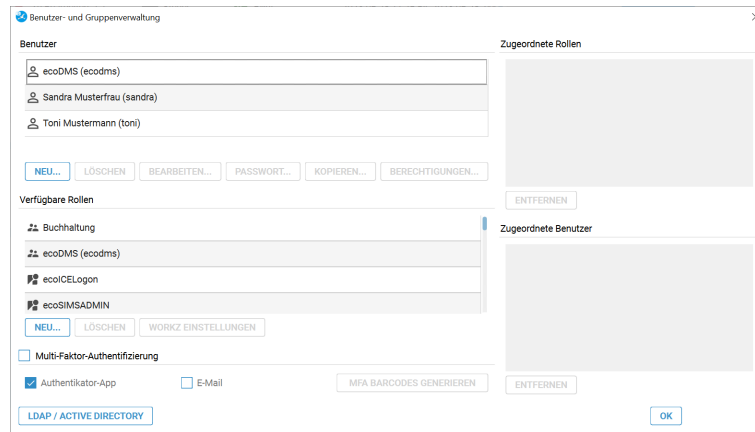 Benutzer- und Gruppenverwaltung
Benutzer
ecoDMS (ecodms)
Sandra Musterfrau (sandra)
Toni Mustermann (toni)
NEU... LÖSCHEN BEARBEITEN... PASSWORT... KOPIEREN... BERECHTIGUNGEN...
Verfügbare Rollen
Buchhaltung
ecoDMS (ecodms)
ecoICELogon
ecoSIMSADMIN
NEU... LÖSCHEN WORKZ EINSTELLUNGEN
Multi-Faktor-Authentifizierung
Authentikator-App E-Mail MFA BARCODES GENERIEREN
LDAP / ACTIVE DIRECTORY
Zugeordnete Rollen
ENTFERNEN
Zugeordnete Benutzer
ENTFERNEN
OK